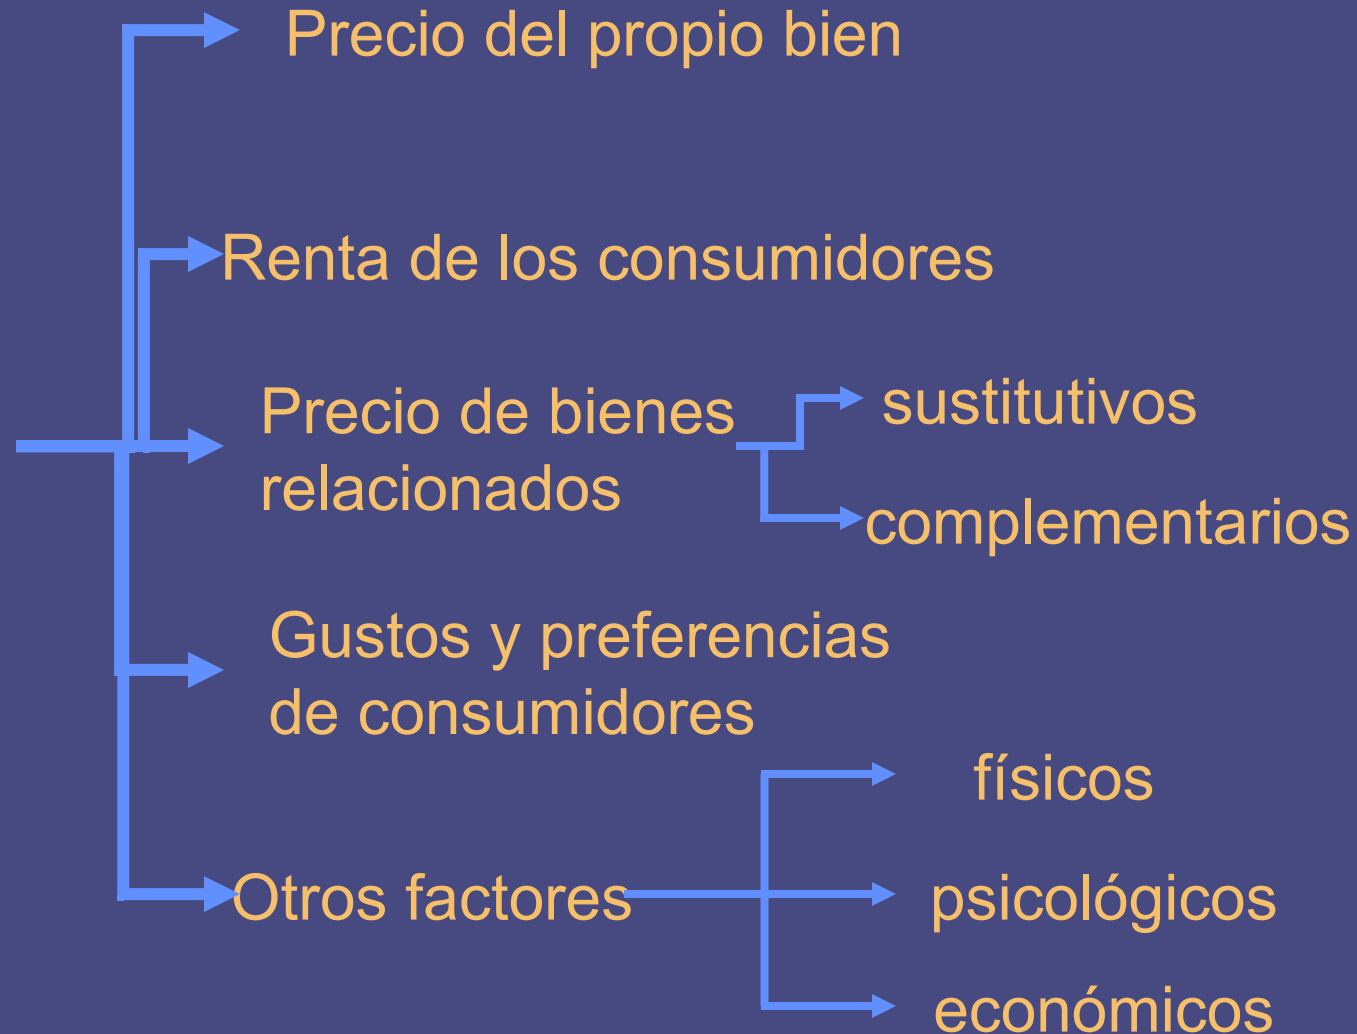 Precio del propio bien
Renta de los consumidores
Precio de bienes
relacionados
sustitutivos
complementarios
Gustos y preferencias
de consumidores
Otros factores
físicos
psicológicos
económicos